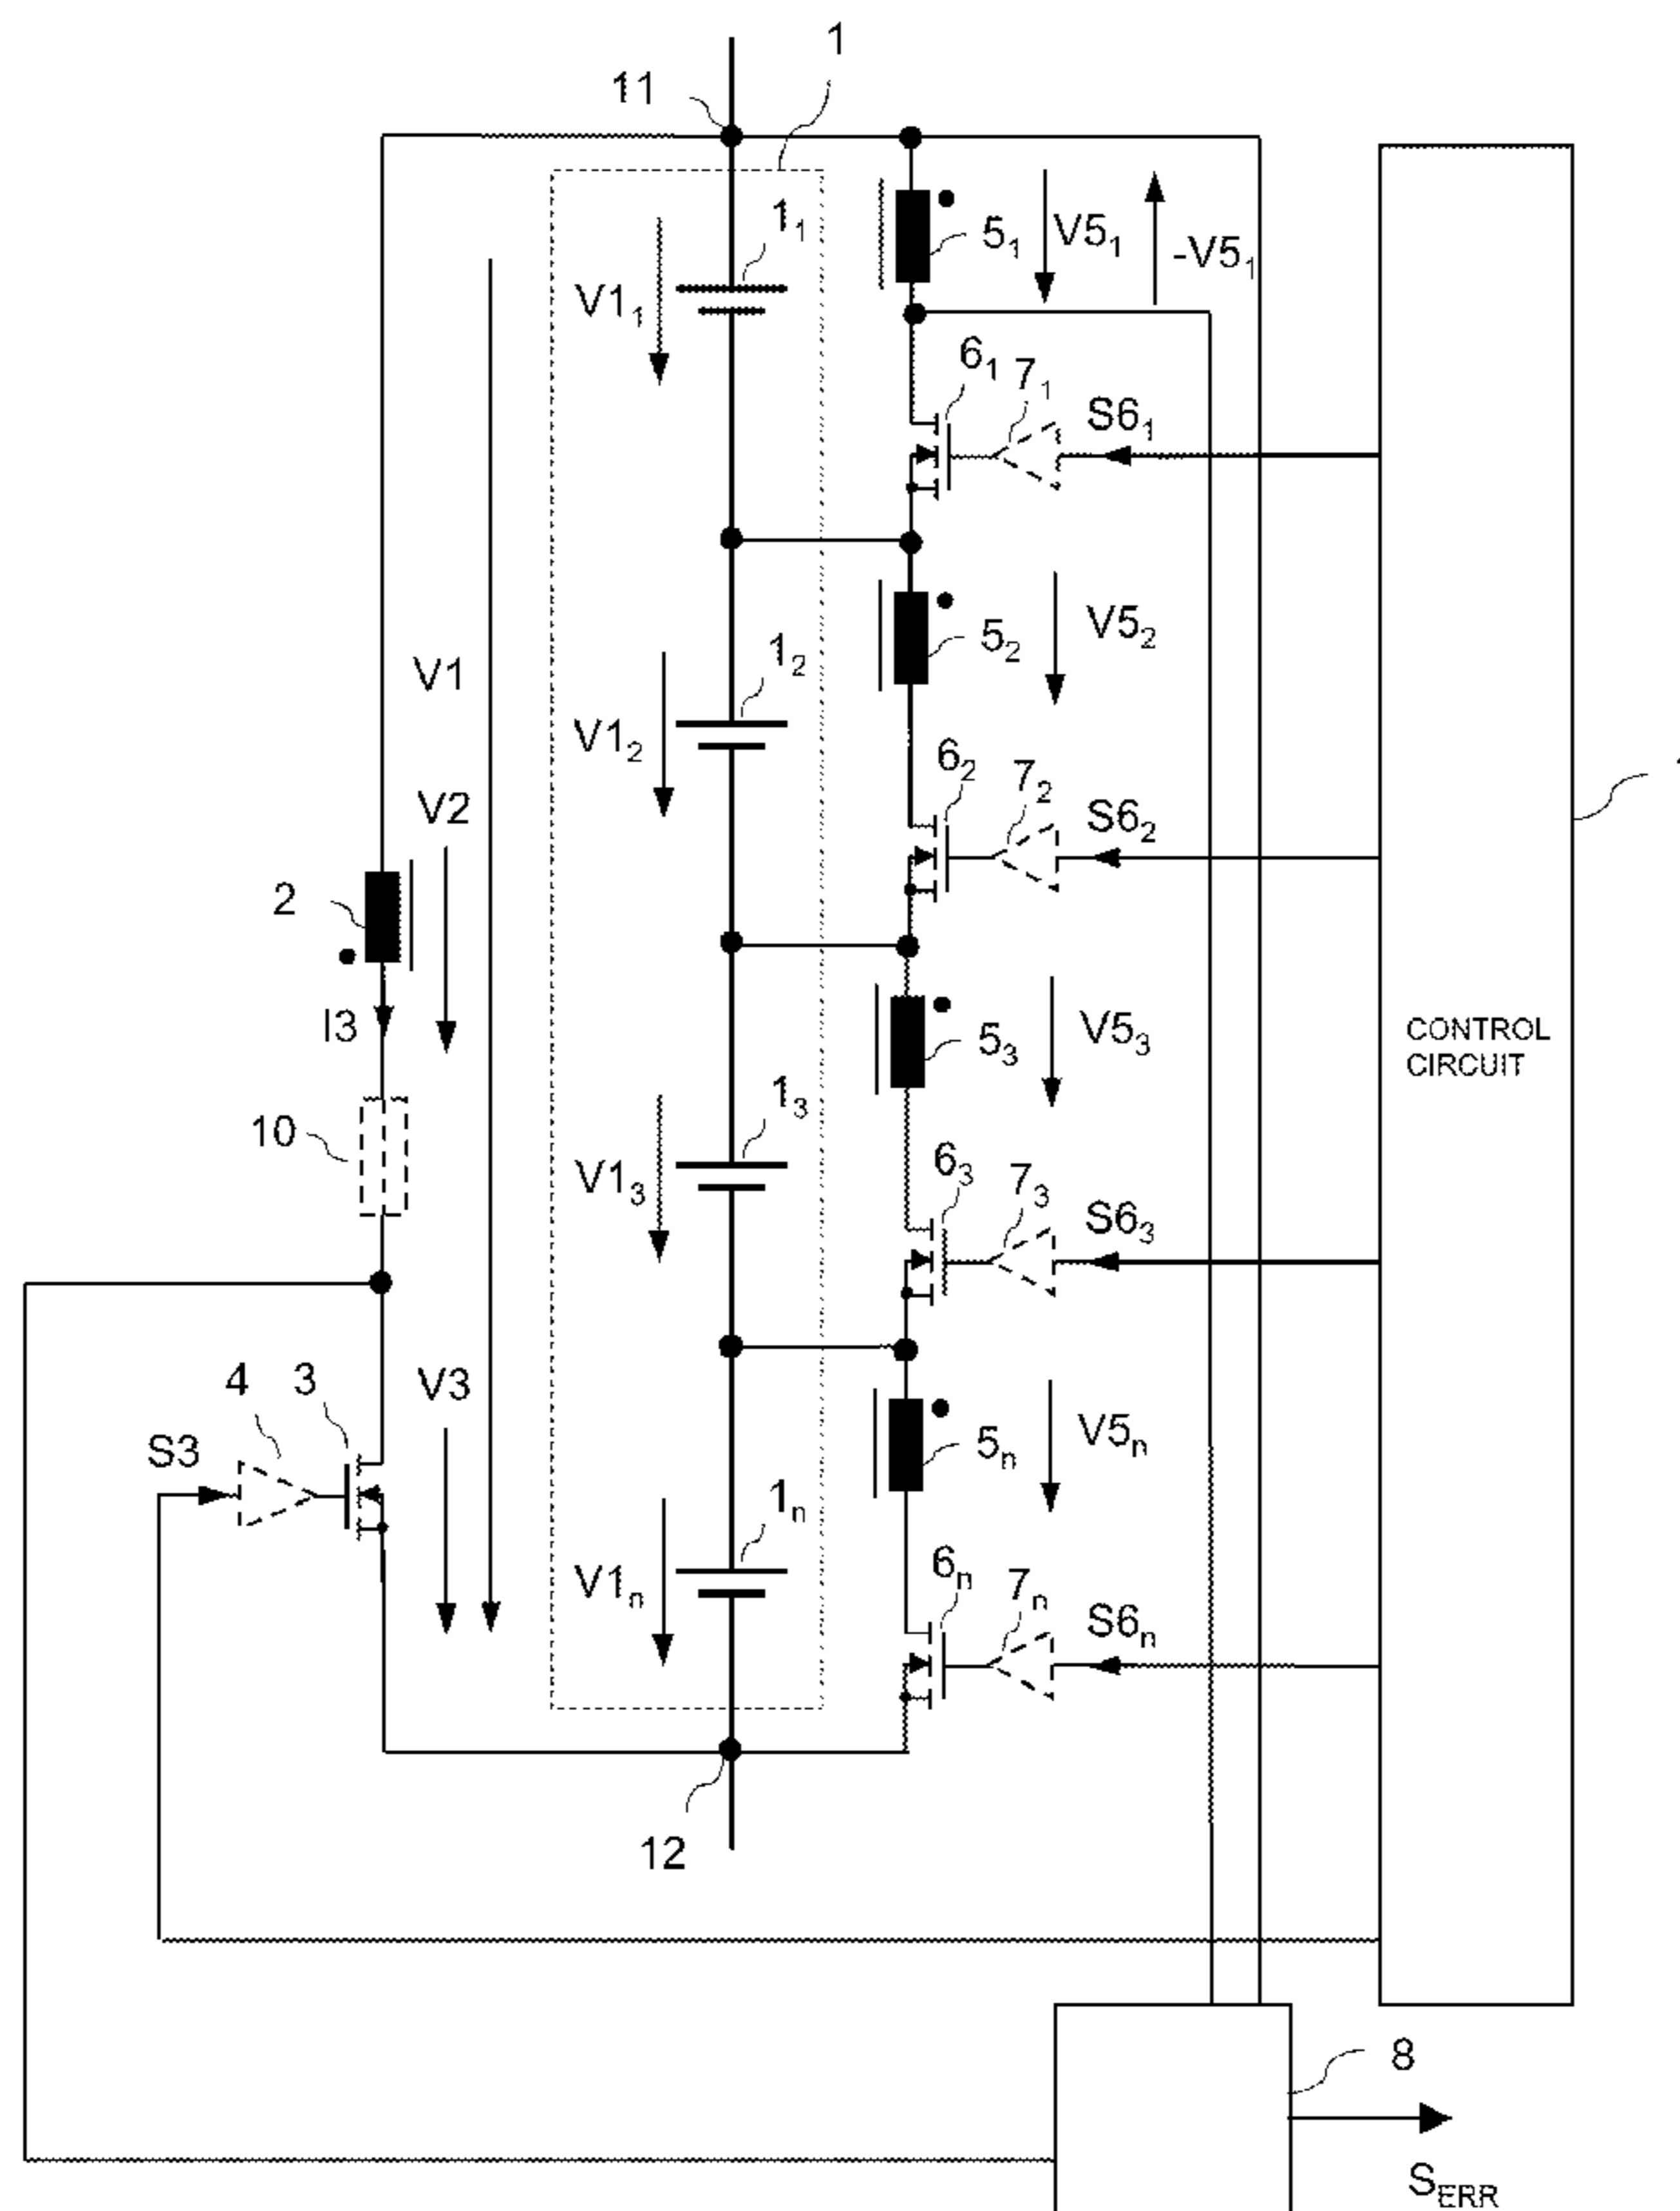 1
11
1₁
5₁
V5₁
-V5₁
V1₁
6₁
7₁
S6₁
V1
1₂
5₂
V5₂
V1₂
6₂
7₂
S6₂
V2
2
I3
1₃
5₃
V5₃
CONTROL
CIRCUIT
10
V1₃
6₃
7₃
S6₃
4
3
V3
S3
1ₙ
5ₙ
V5ₙ
V1ₙ
6ₙ
7ₙ
S6ₙ
12
8
S_ERR